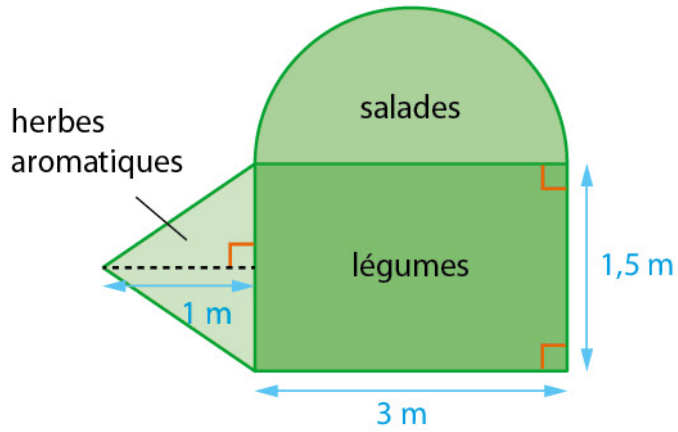 salades
herbes
aromatiques
légumes
1,5 m
1 m
3 m